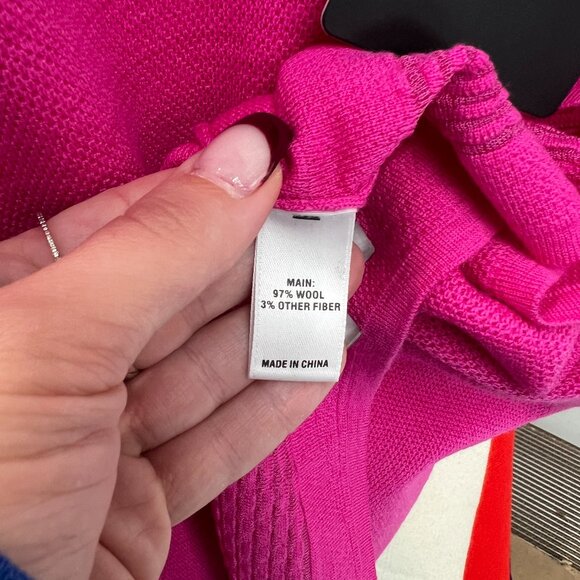 MAIN:
97% WOOL
3% OTHER FIBER
MADE IN CHINA